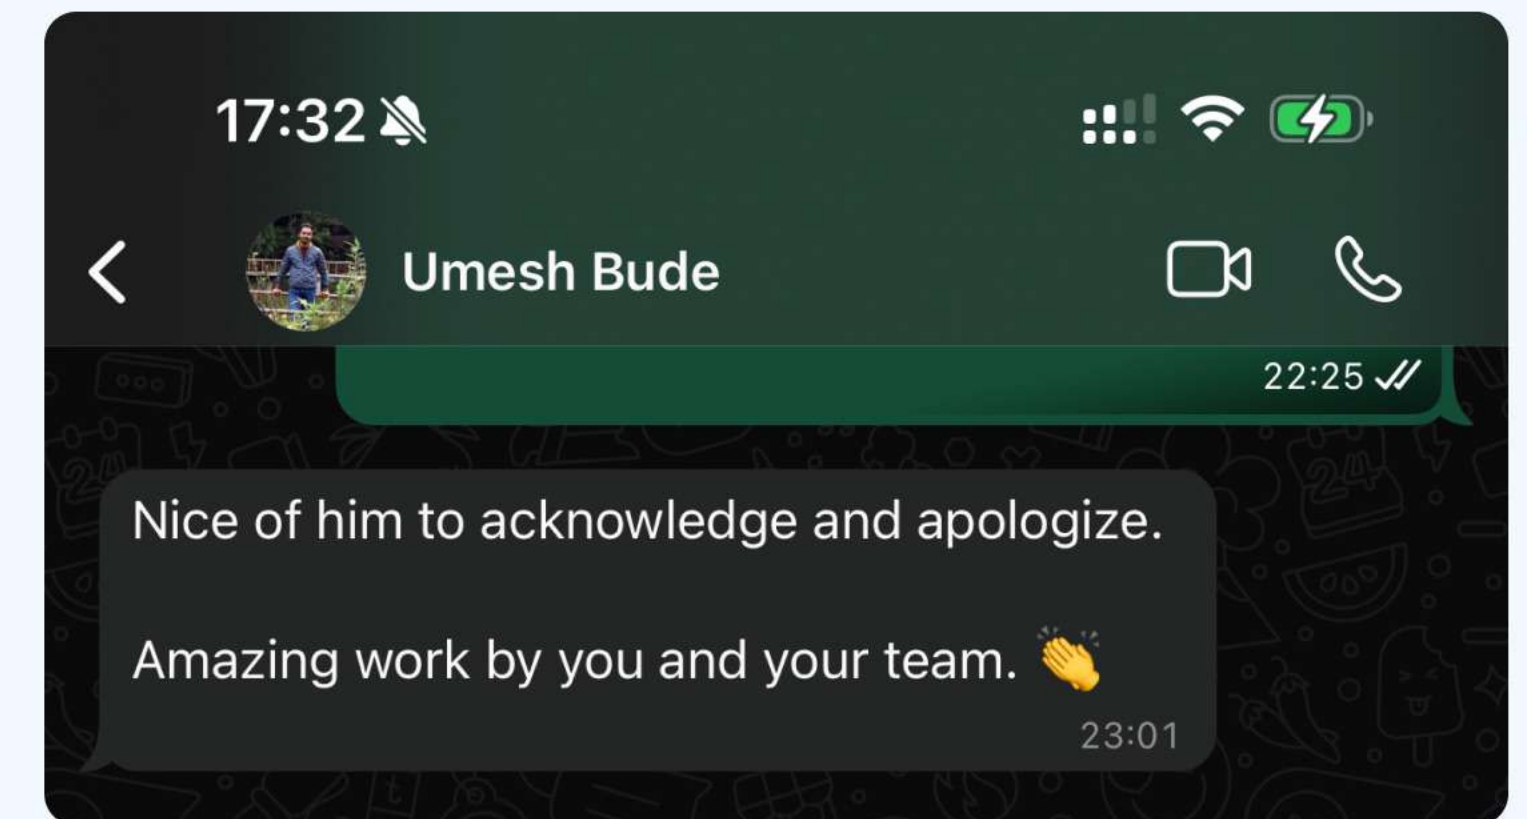 17:32
Umesh Bude
22:25
Nice of him to acknowledge and apologize.
Amazing work by you and your team. 👏
23:01